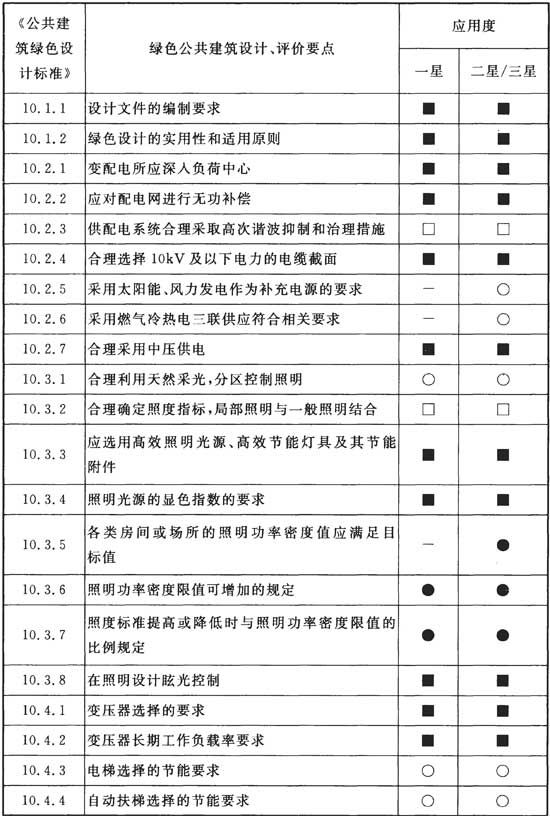 《公共建
筑绿色设
计标准》
绿色公共建筑设计、评价要点
应用度
一星
二星/三星
10.1.1 设计文件的编制要求 ■ ■
10.1.2 绿色设计的实用性和适用原则 ■ ■
10.2.1 变配电所应深入负荷中心 ■ ■
10.2.2 应对配电网进行无功补偿 ■ ■
10.2.3 供配电系统合理采取高次谐波抑制和治理措施 □ □
10.2.4 合理选择10kV及以下电力的电缆截面 ■ ■
10.2.5 采用太阳能、风力发电作为补充电源的要求 — ○
10.2.6 采用燃气冷热电三联供应符合相关要求 — ○
10.2.7 合理采用中压供电 ■ ■
10.3.1 合理利用天然采光,分区控制照明 ○ ○
10.3.2 合理确定照度指标,局部照明与一般照明结合 □ □
10.3.3 应选用高效照明光源、高效节能灯具及其节能
附件 ■ ■
10.3.4 照明光源的显色指数的要求 ■ ■
10.3.5 各类房间或场所的照明功率密度值应满足目
标值 — ●
10.3.6 照明功率密度限值可增加的规定 ● ●
10.3.7 照度标准提高或降低时与照明功率密度限值的
比例规定 ● ●
10.3.8 在照明设计眩光控制 ■ ■
10.4.1 变压器选择的要求 ■ ■
10.4.2 变压器长期工作负载率要求 ■ ■
10.4.3 电梯选择的节能要求 ○ ○
10.4.4 自动扶梯选择的节能要求 ○ ○